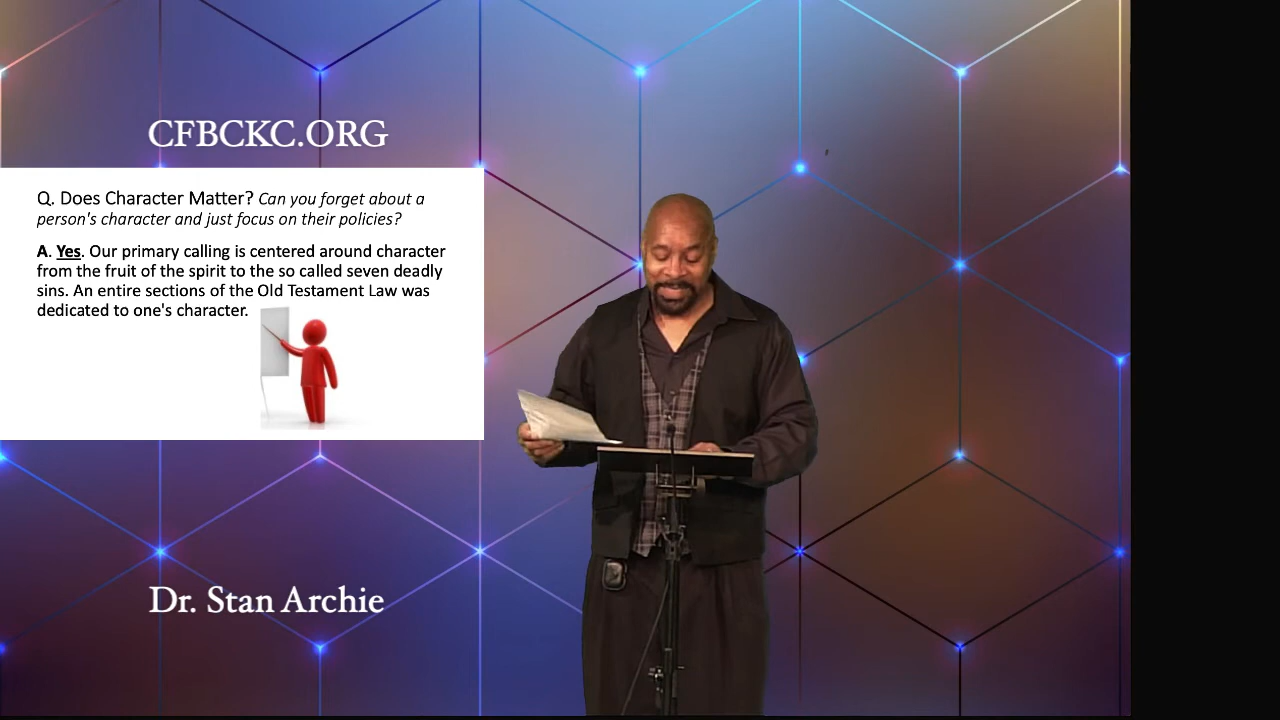 CFBCKC.ORG
Q. Does Character Matter? Can you forget about a
person's character and just focus on their policies?
A. Yes. Our primary calling is centered around character
from the fruit of the spirit to the so called seven deadly
sins. An entire sections of the Old Testament Law was
dedicated to one's character.
Dr. Stan Archie